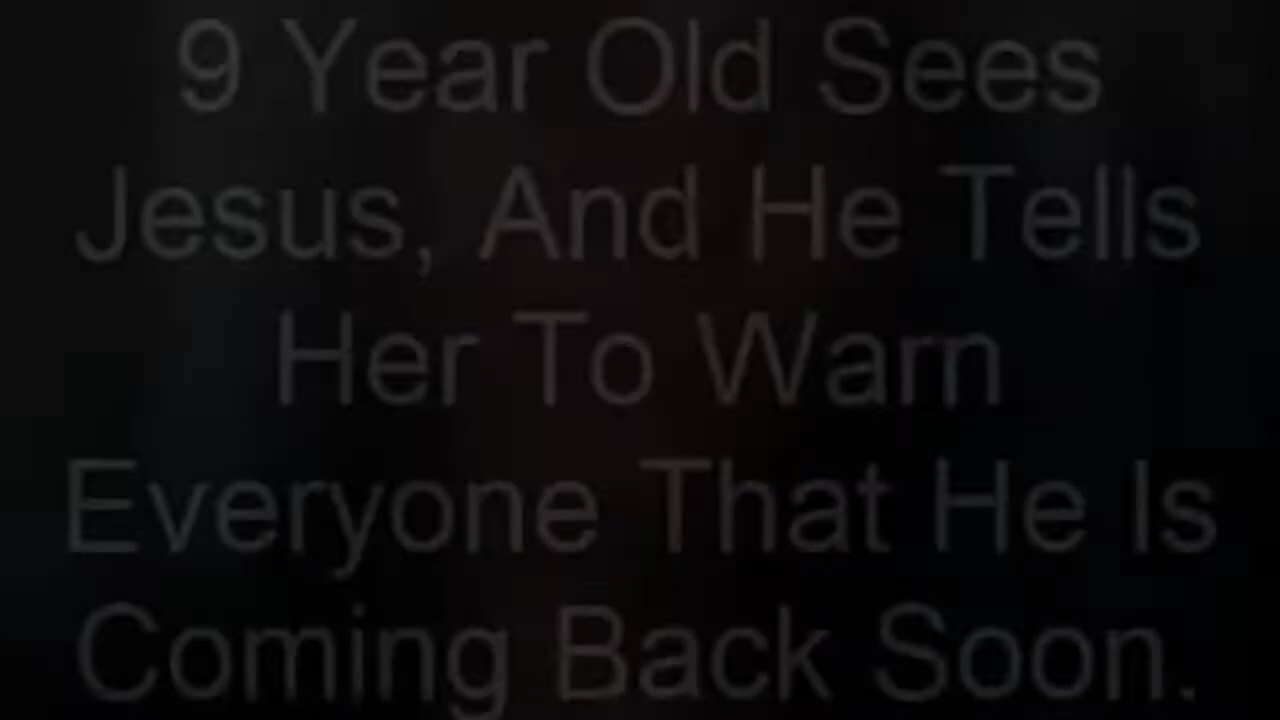 9 Year Old Sees
Jesus, And He Tells
Her To Warn
Everyone That He Is
Coming Back Soon.